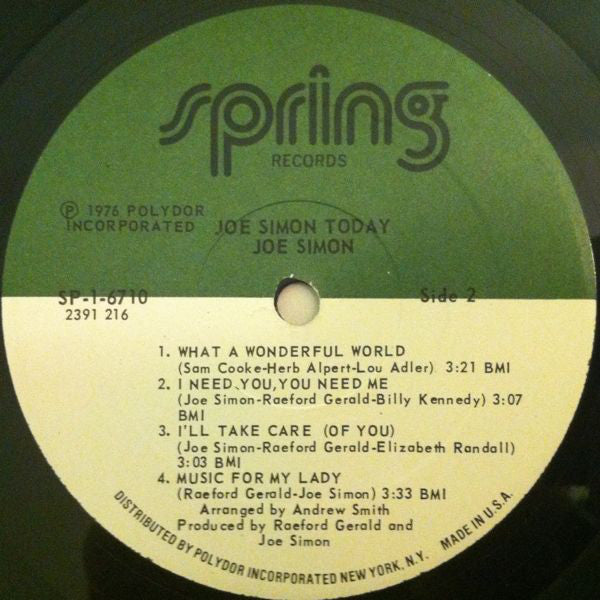 spring
RECORDS
℗ 1976 POLYDOR
INCORPORATED
JOE SIMON TODAY
JOE SIMON
SP-1-6710
2391 216
Side 2
1. WHAT A WONDERFUL WORLD
(Sam Cooke-Herb Alpert-Lou Adler) 3:21 BMI
2. I NEED YOU, YOU NEED ME
(Joe Simon-Raeford Gerald-Billy Kennedy) 3:07
BMI
3. I'LL TAKE CARE (OF YOU)
(Joe Simon-Raeford Gerald-Elizabeth Randall)
3:03 BMI
4. MUSIC FOR MY LADY
(Raeford Gerald-Joe Simon) 3:33 BMI
Arranged by Andrew Smith
Produced by Raeford Gerald and
Joe Simon
DISTRIBUTED BY POLYDOR INCORPORATED NEW YORK, N.Y. MADE IN U.S.A.